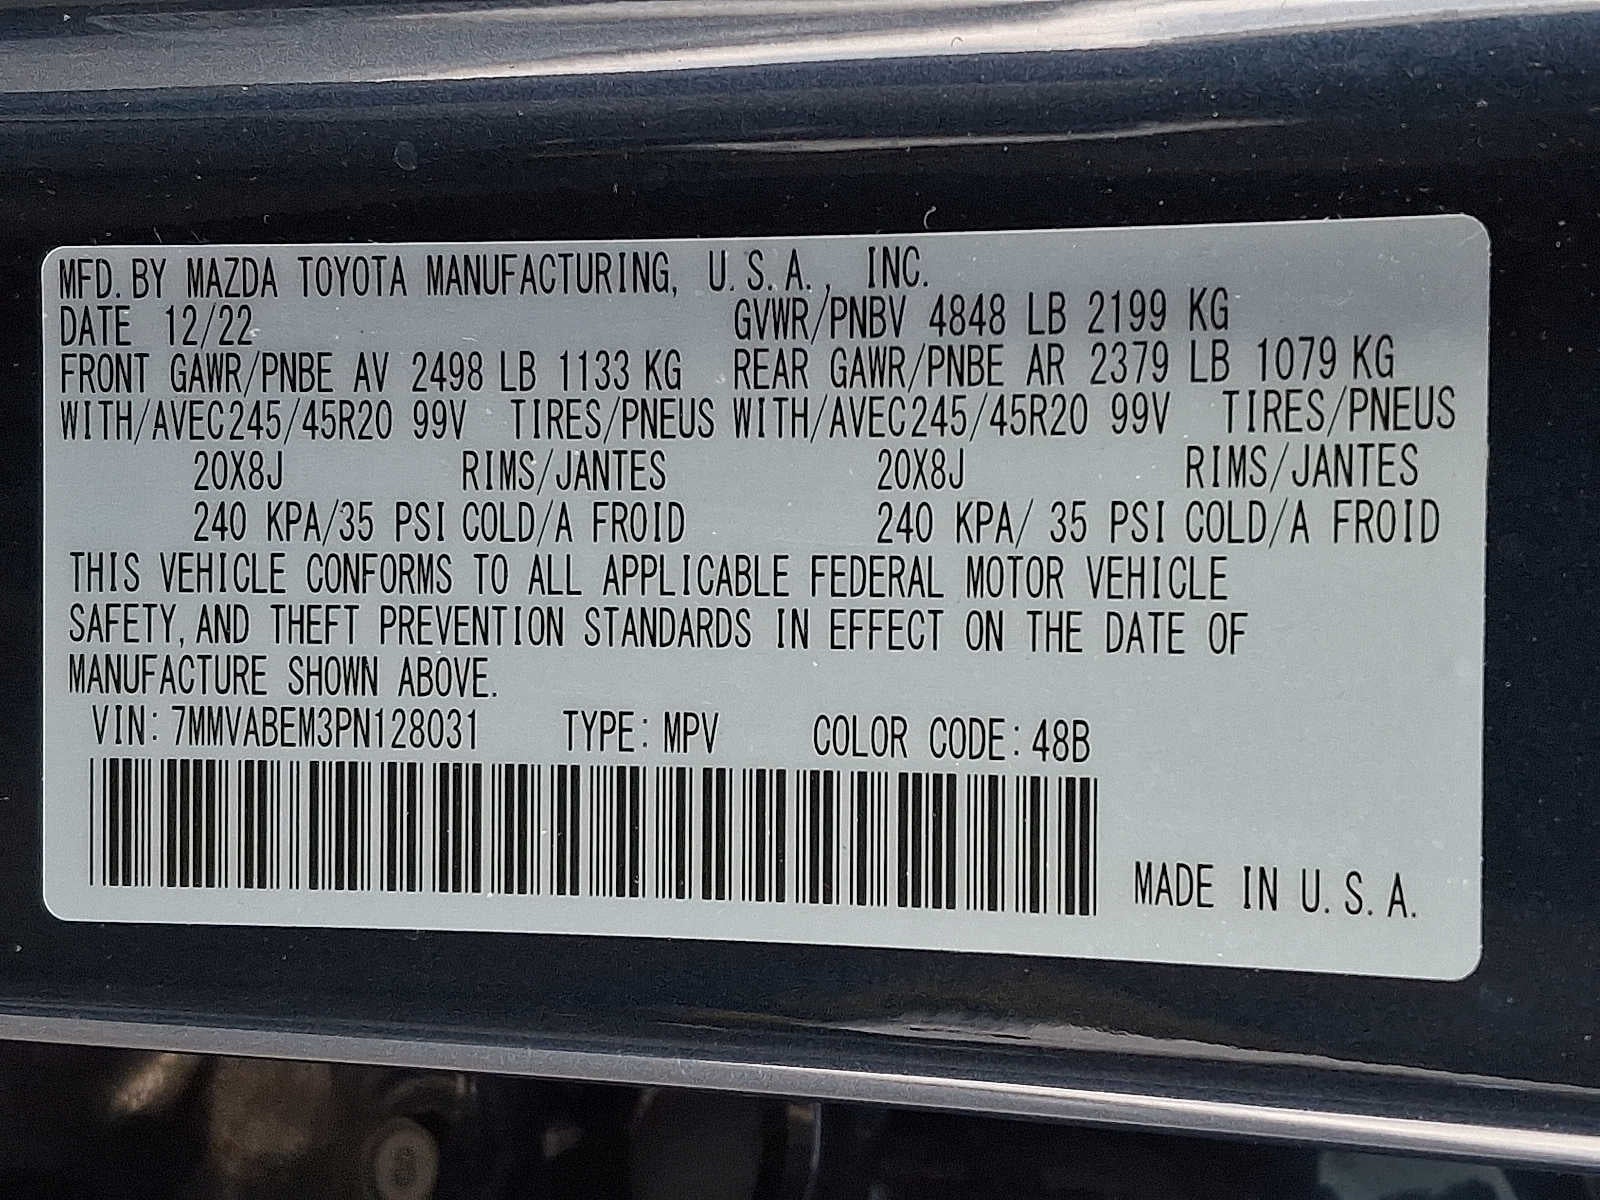 MFD. BY MAZDA TOYOTA MANUFACTURING, U.S.A., INC.
DATE 12/22 GVWR/PNBV 4848 LB 2199 KG
FRONT GAWR/PNBE AV 2498 LB 1133 KG REAR GAWR/PNBE AR 2379 LB 1079 KG
WITH/AVEC245/45R20 99V TIRES/PNEUS WITH/AVEC245/45R20 99V TIRES/PNEUS
20X8J RIMS/JANTES 20X8J RIMS/JANTES
240 KPA/35 PSI COLD/A FROID 240 KPA/ 35 PSI COLD/A FROID
THIS VEHICLE CONFORMS TO ALL APPLICABLE FEDERAL MOTOR VEHICLE
SAFETY, AND THEFT PREVENTION STANDARDS IN EFFECT ON THE DATE OF
MANUFACTURE SHOWN ABOVE.
VIN: 7MMVABEM3PN128031 TYPE: MPV COLOR CODE: 48B
MADE IN U.S.A.